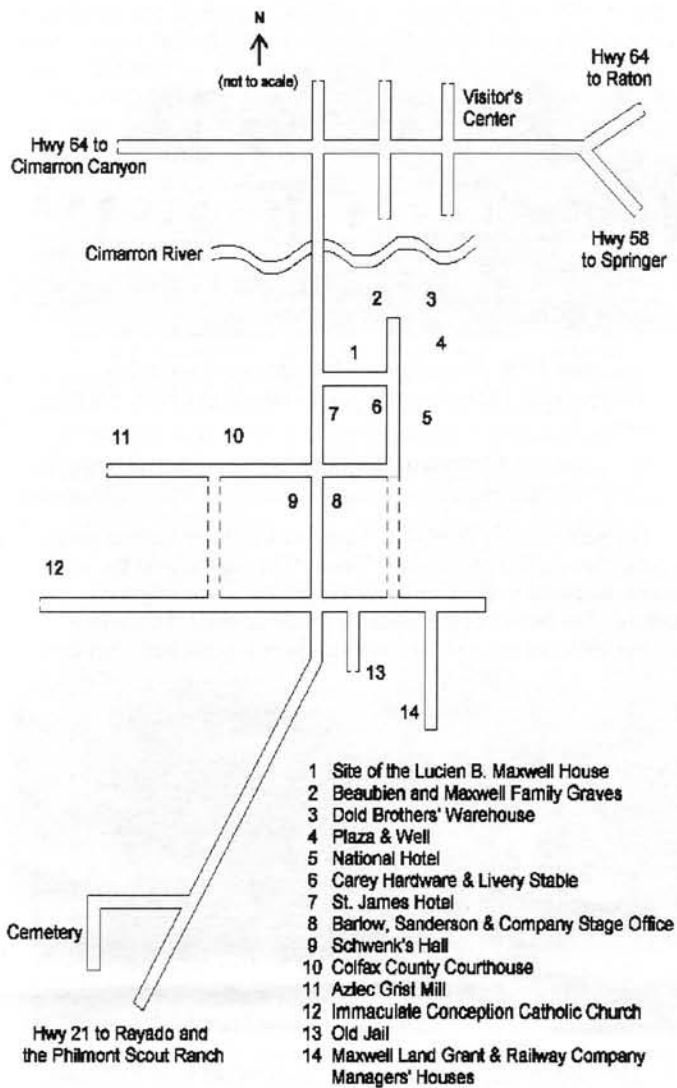 N
(not to scale)
Hwy 64
to Raton
Visitor's
Center
Hwy 64 to
Cimarron Canyon
Cimarron River
Hwy 58
to Springer
2
3
1
4
7
6
5
11
10
9
8
12
13
14
1 Site of the Lucien B. Maxwell House
2 Beaubien and Maxwell Family Graves
3 Dold Brothers' Warehouse
4 Plaza & Well
5 National Hotel
6 Carey Hardware & Livery Stable
7 St. James Hotel
8 Barlow, Sanderson & Company Stage Office
9 Schwenk's Hall
10 Colfax County Courthouse
11 Aztec Grist Mill
12 Immaculate Conception Catholic Church
13 Old Jail
14 Maxwell Land Grant & Railway Company
Managers' Houses
Cemetery
Hwy 21 to Rayado and
the Philmont Scout Ranch